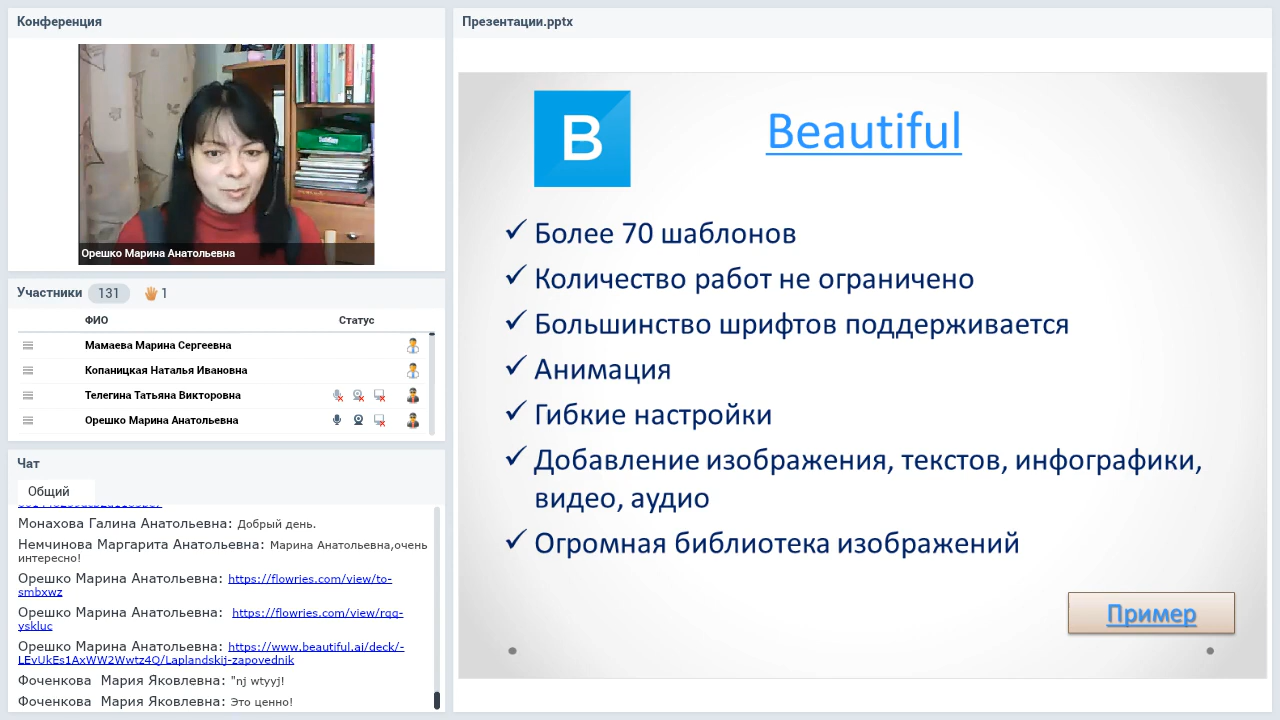 Конференция
Орешко Марина Анатольевна
Участники 131 1
ФИО Статус
Мамаева Марина Сергеевна
Копаницкая Наталья Ивановна
Телегина Татьяна Викторовна
Орешко Марина Анатольевна
Чат
Общий
Монахова Галина Анатольевна: Добрый день.
Немчинова Маргарита Анатольевна: Марина Анатольевна,очень
интересно!
Орешко Марина Анатольевна: https://flowries.com/view/to-
smbxwz
Орешко Марина Анатольевна: https://flowries.com/view/rqq-
yskluc
Орешко Марина Анатольевна: https://www.beautiful.ai/deck/-
LEvUkEs1AxWW2Wwtz4Q/Laplandskij-zapovednik
Фоченкова Мария Яковлевна: "nj wtyyj!
Фоченкова Мария Яковлевна: Это ценно!
Презентации.pptx
B
Beautiful
✓ Более 70 шаблонов
✓ Количество работ не ограничено
✓ Большинство шрифтов поддерживается
✓ Анимация
✓ Гибкие настройки
✓ Добавление изображения, текстов, инфографики,
видео, аудио
✓ Огромная библиотека изображений
Пример